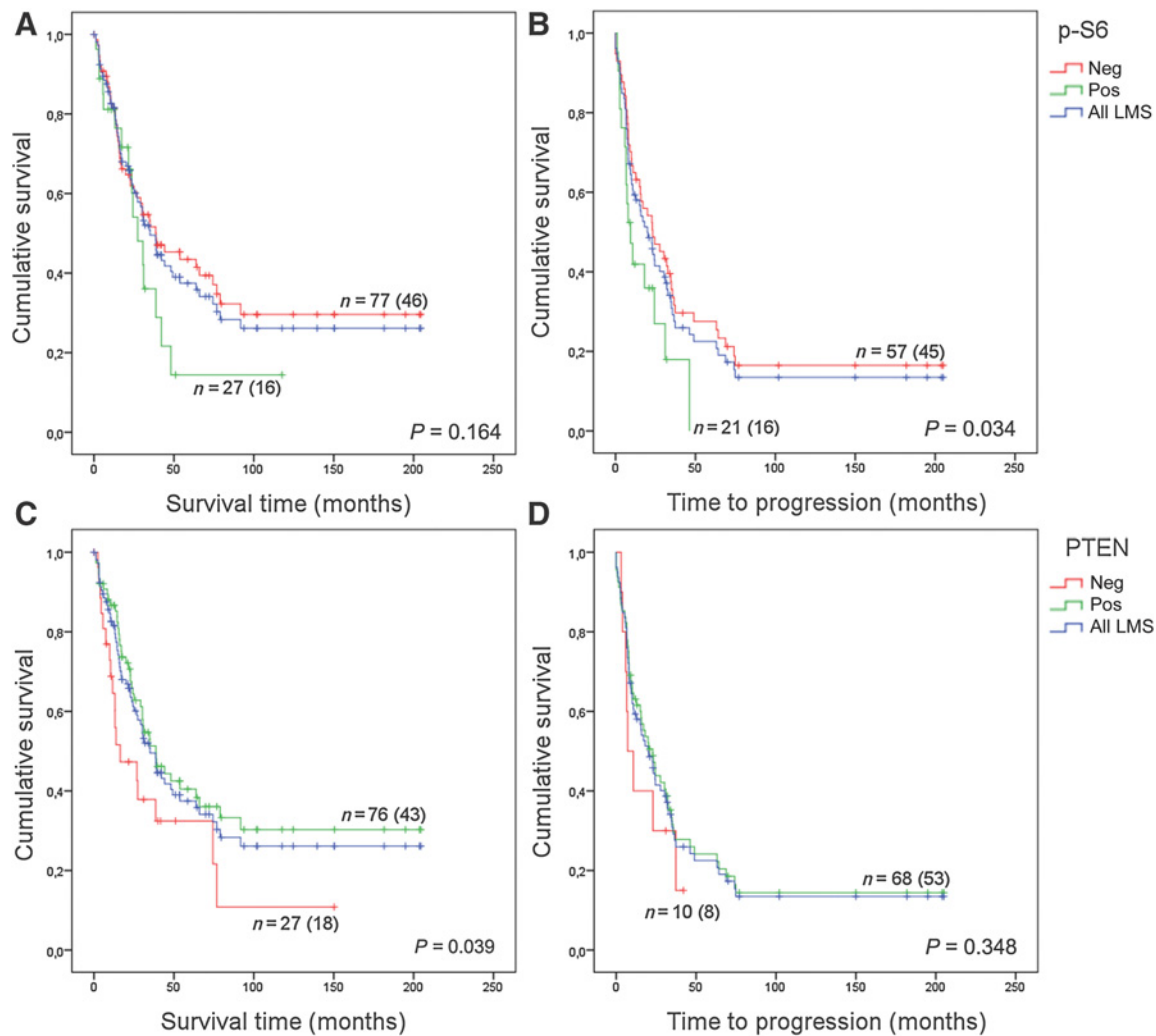 A
B
p-S6
Neg
Pos
All LMS
Cumulative survival
1,0
0,8
0,6
0,4
0,2
0,0
n = 77 (46)
n = 27 (16)
P = 0.164
0 50 100 150 200 250
Survival time (months)
Cumulative survival
1,0
0,8
0,6
0,4
0,2
0,0
n = 57 (45)
n = 21 (16)
P = 0.034
0 50 100 150 200 250
Time to progression (months)
C
D
PTEN
Neg
Pos
All LMS
Cumulative survival
1,0
0,8
0,6
0,4
0,2
0,0
n = 76 (43)
n = 27 (18)
P = 0.039
0 50 100 150 200 250
Survival time (months)
Cumulative survival
1,0
0,8
0,6
0,4
0,2
0,0
n = 68 (53)
n = 10 (8)
P = 0.348
0 50 100 150 200 250
Time to progression (months)